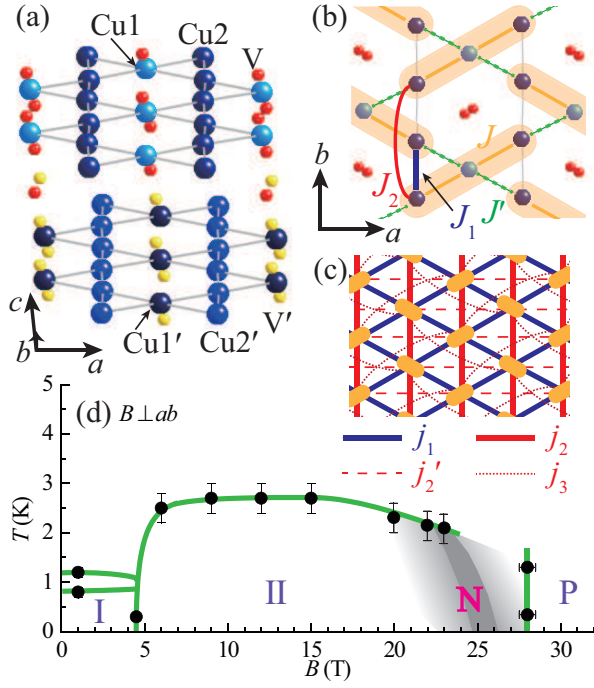 (a)
Cu1
Cu2
V
c
b
a
Cu1′
Cu2′
V′
(b)
J
J₂
J₁
J′
b
a
(c)
j₁
j₂
j₂′
j₃
(d) B⊥ab
T(K)
5
4
3
2
1
0
I
II
N
P
0 5 10 15 20 25 30
B(T)